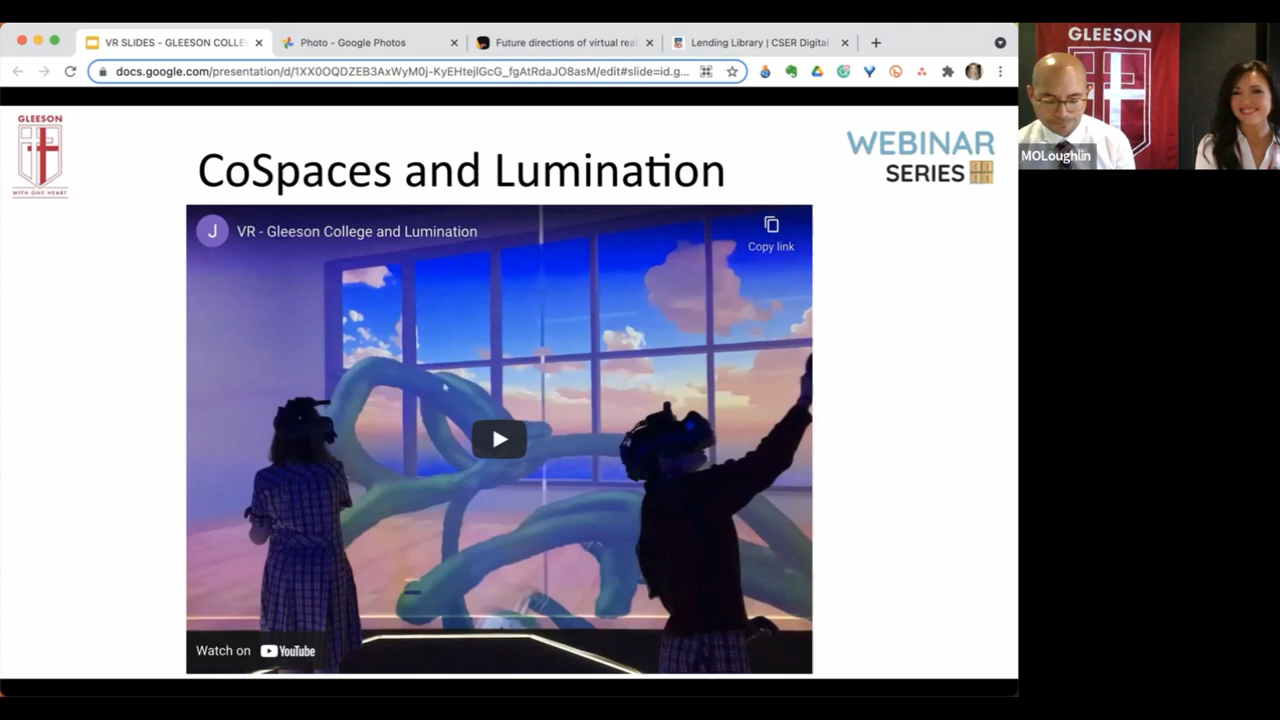 VR SLIDES - GLEESON COLLE
Photo - Google Photos
Future directions of virtual real
Lending Library | CSER Digital
docs.google.com/presentation/d/1XX0OQDZEB3AxWyM0j-KyEHtejlGcG_fgAtRdaJO8asM/edit#slide=id.g...
GLEESON
WITH ONE HEART
CoSpaces and Lumination
WEBINAR
SERIES
J
VR - Gleeson College and Lumination
Copy link
Watch on YouTube
GLEESON
MOLoughlin